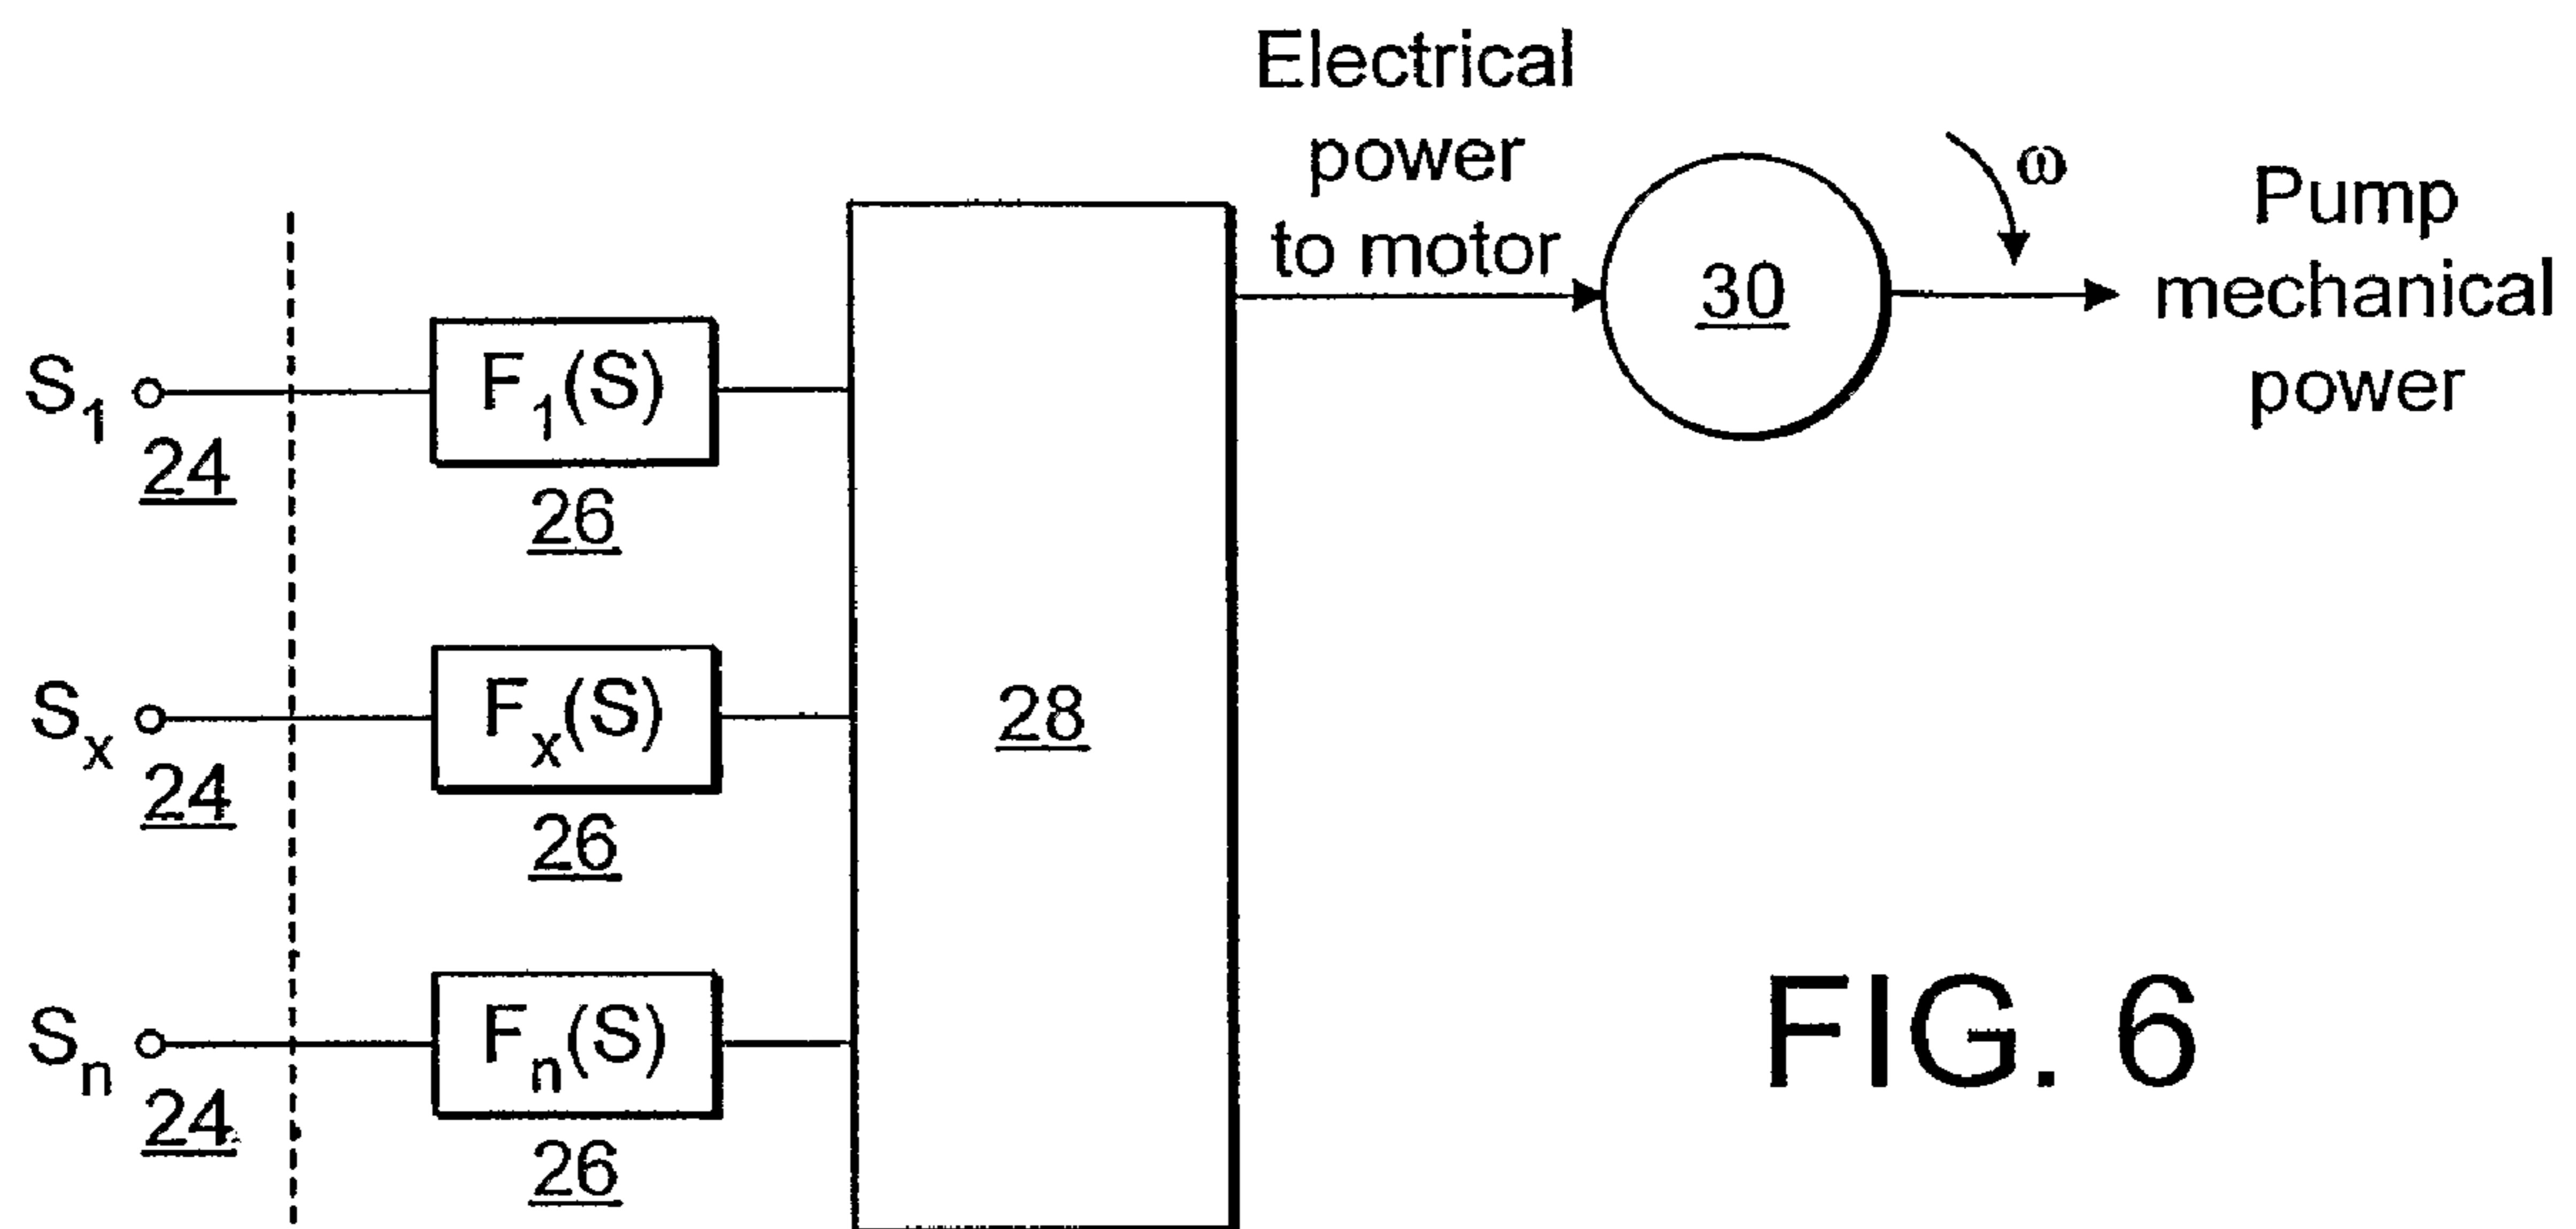 Electrical
power
to motor
ω
Pump
mechanical
power
30
S₁
24
F₁(S)
26
Sₓ
24
Fₓ(S)
26
28
Sₙ
24
Fₙ(S)
26
FIG. 6